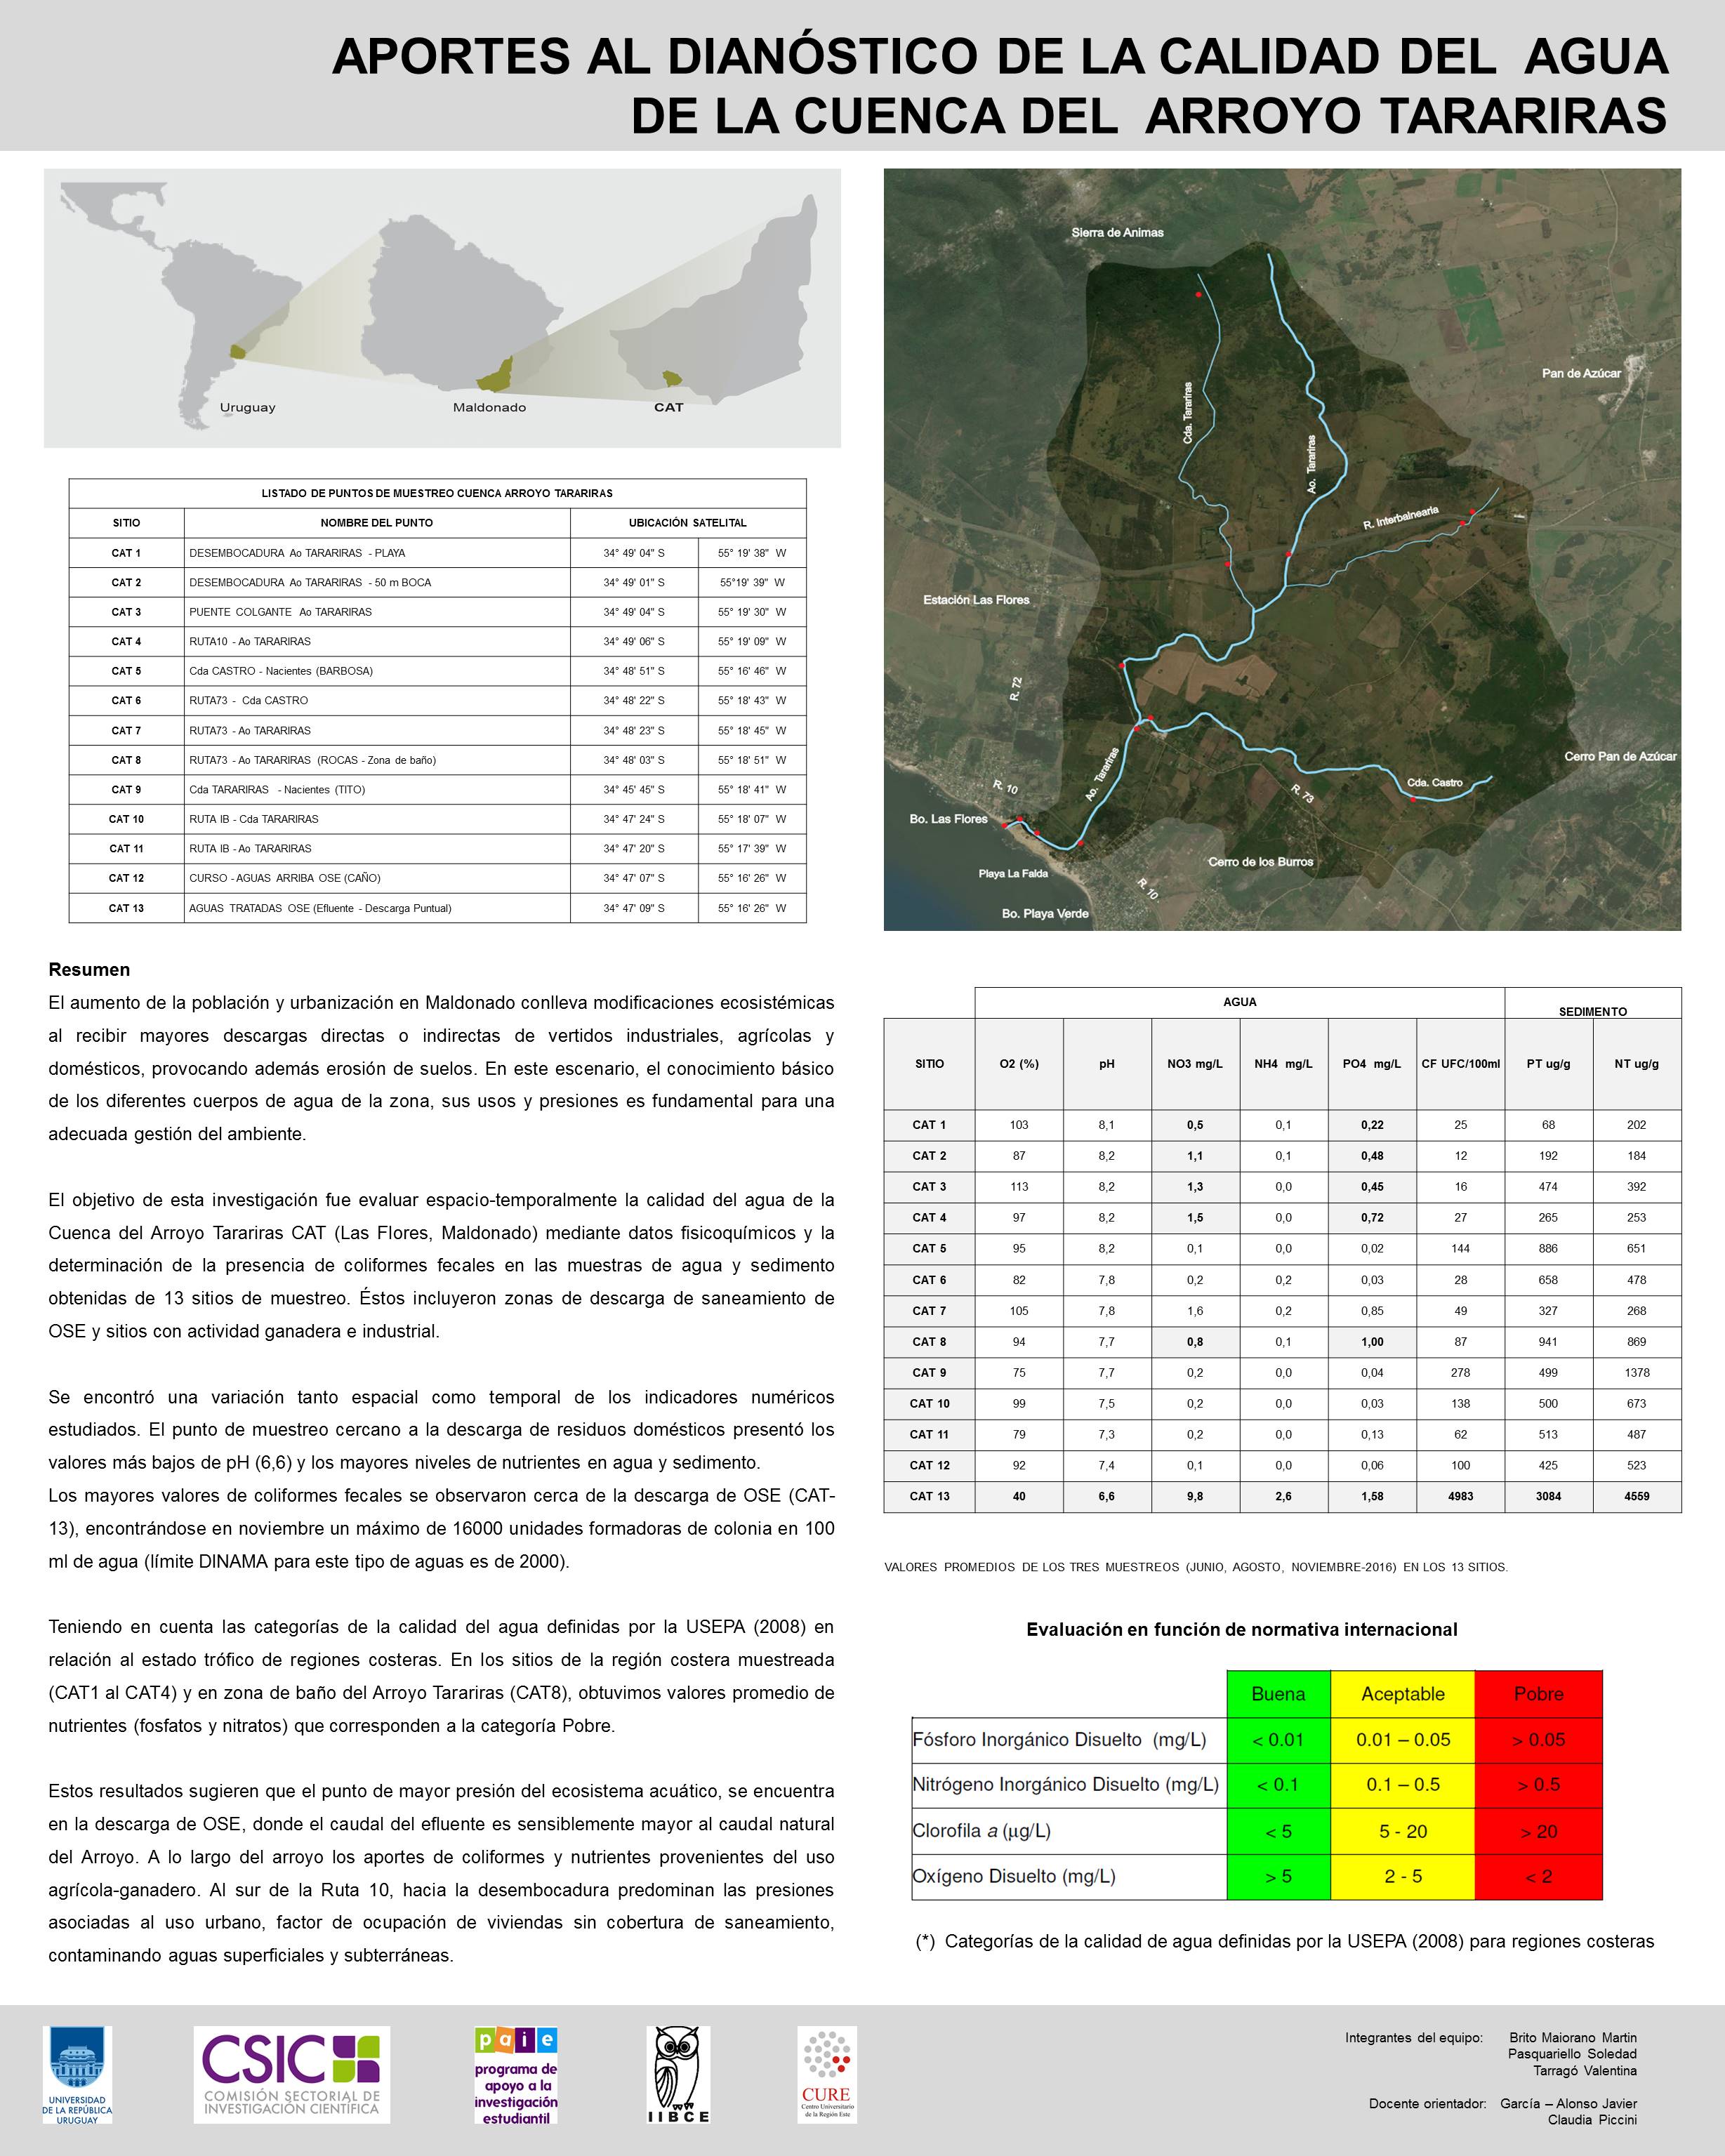 APORTES AL DIANÓSTICO DE LA CALIDAD DEL AGUA
DE LA CUENCA DEL ARROYO TARARIRAS
Uruguay
Maldonado
CAT
Sierra de Animas
Pan de Azúcar
Cda. Tarariras
Ao. Tarariras
R. Interbalnearia
Estación Las Flores
R. 72
Cerro Pan de Azúcar
Ao. Tarariras
Cda. Castro
R. 10
R. 73
Bo. Las Flores
Cerro de los Burros
Playa La Falda
R. 10
Bo. Playa Verde
LISTADO DE PUNTOS DE MUESTREO CUENCA ARROYO TARARIRAS
SITIO NOMBRE DEL PUNTO UBICACIÓN SATELITAL
CAT 1 DESEMBOCADURA Ao TARARIRAS - PLAYA 34° 49' 04" S 55° 19' 38" W
CAT 2 DESEMBOCADURA Ao TARARIRAS - 50 m BOCA 34° 49' 01" S 55°19' 39" W
CAT 3 PUENTE COLGANTE Ao TARARIRAS 34° 49' 04" S 55° 19' 30" W
CAT 4 RUTA10 - Ao TARARIRAS 34° 49' 06" S 55° 19' 09" W
CAT 5 Cda CASTRO - Nacientes (BARBOSA) 34° 48' 51" S 55° 16' 46" W
CAT 6 RUTA73 - Cda CASTRO 34° 48' 22" S 55° 18' 43" W
CAT 7 RUTA73 - Ao TARARIRAS 34° 48' 23" S 55° 18' 45" W
CAT 8 RUTA73 - Ao TARARIRAS (ROCAS - Zona de baño) 34° 48' 03" S 55° 18' 51" W
CAT 9 Cda TARARIRAS - Nacientes (TITO) 34° 45' 45" S 55° 18' 41" W
CAT 10 RUTA IB - Cda TARARIRAS 34° 47' 24" S 55° 18' 07" W
CAT 11 RUTA IB - Ao TARARIRAS 34° 47' 20" S 55° 17' 39" W
CAT 12 CURSO - AGUAS ARRIBA OSE (CAÑO) 34° 47' 07" S 55° 16' 26" W
CAT 13 AGUAS TRATADAS OSE (Efluente - Descarga Puntual) 34° 47' 09" S 55° 16' 26" W
Resumen
El aumento de la población y urbanización en Maldonado conlleva modificaciones ecosistémicas
al recibir mayores descargas directas o indirectas de vertidos industriales, agrícolas y
domésticos, provocando además erosión de suelos. En este escenario, el conocimiento básico
de los diferentes cuerpos de agua de la zona, sus usos y presiones es fundamental para una
adecuada gestión del ambiente.
El objetivo de esta investigación fue evaluar espacio-temporalmente la calidad del agua de la
Cuenca del Arroyo Tarariras CAT (Las Flores, Maldonado) mediante datos fisicoquímicos y la
determinación de la presencia de coliformes fecales en las muestras de agua y sedimento
obtenidas de 13 sitios de muestreo. Éstos incluyeron zonas de descarga de saneamiento de
OSE y sitios con actividad ganadera e industrial.
Se encontró una variación tanto espacial como temporal de los indicadores numéricos
estudiados. El punto de muestreo cercano a la descarga de residuos domésticos presentó los
valores más bajos de pH (6,6) y los mayores niveles de nutrientes en agua y sedimento.
Los mayores valores de coliformes fecales se observaron cerca de la descarga de OSE (CAT-
13), encontrándose en noviembre un máximo de 16000 unidades formadoras de colonia en 100
ml de agua (límite DINAMA para este tipo de aguas es de 2000).
Teniendo en cuenta las categorías de la calidad del agua definidas por la USEPA (2008) en
relación al estado trófico de regiones costeras. En los sitios de la región costera muestreada
(CAT1 al CAT4) y en zona de baño del Arroyo Tarariras (CAT8), obtuvimos valores promedio de
nutrientes (fosfatos y nitratos) que corresponden a la categoría Pobre.
Estos resultados sugieren que el punto de mayor presión del ecosistema acuático, se encuentra
en la descarga de OSE, donde el caudal del efluente es sensiblemente mayor al caudal natural
del Arroyo. A lo largo del arroyo los aportes de coliformes y nutrientes provenientes del uso
agrícola-ganadero. Al sur de la Ruta 10, hacia la desembocadura predominan las presiones
asociadas al uso urbano, factor de ocupación de viviendas sin cobertura de saneamiento,
contaminando aguas superficiales y subterráneas.
AGUA SEDIMENTO
SITIO O2 (%) pH NO3 mg/L NH4 mg/L PO4 mg/L CF UFC/100ml PT ug/g NT ug/g
CAT 1 103 8,1 0,5 0,1 0,22 25 68 202
CAT 2 87 8,2 1,1 0,1 0,48 12 192 184
CAT 3 113 8,2 1,3 0,0 0,45 16 474 392
CAT 4 97 8,2 1,5 0,0 0,72 27 265 253
CAT 5 95 8,2 0,1 0,0 0,02 144 886 651
CAT 6 82 7,8 0,2 0,2 0,03 28 658 478
CAT 7 105 7,8 1,6 0,2 0,85 49 327 268
CAT 8 94 7,7 0,8 0,1 1,00 87 941 869
CAT 9 75 7,7 0,2 0,0 0,04 278 499 1378
CAT 10 99 7,5 0,2 0,0 0,03 138 500 673
CAT 11 79 7,3 0,2 0,0 0,13 62 513 487
CAT 12 92 7,4 0,1 0,0 0,06 100 425 523
CAT 13 40 6,6 9,8 2,6 1,58 4983 3084 4559
VALORES PROMEDIOS DE LOS TRES MUESTREOS (JUNIO, AGOSTO, NOVIEMBRE-2016) EN LOS 13 SITIOS.
Evaluación en función de normativa internacional
Buena Aceptable Pobre
Fósforo Inorgánico Disuelto (mg/L) < 0.01 0.01 – 0.05 > 0.05
Nitrógeno Inorgánico Disuelto (mg/L) < 0.1 0.1 – 0.5 > 0.5
Clorofila a (µg/L) < 5 5 - 20 > 20
Oxígeno Disuelto (mg/L) > 5 2 - 5 < 2
(*) Categorías de la calidad de agua definidas por la USEPA (2008) para regiones costeras
UNIVERSIDAD
DE LA REPÚBLICA
URUGUAY
CSIC
COMISIÓN SECTORIAL DE
INVESTIGACIÓN CIENTÍFICA
paie
programa de
apoyo a la
investigación
estudiantil
IIBCE
CURE
Centro Universitario
de la Región Este
Integrantes del equipo: Brito Maiorano Martin
Pasquariello Soledad
Tarragó Valentina
Docente orientador: García – Alonso Javier
Claudia Piccini